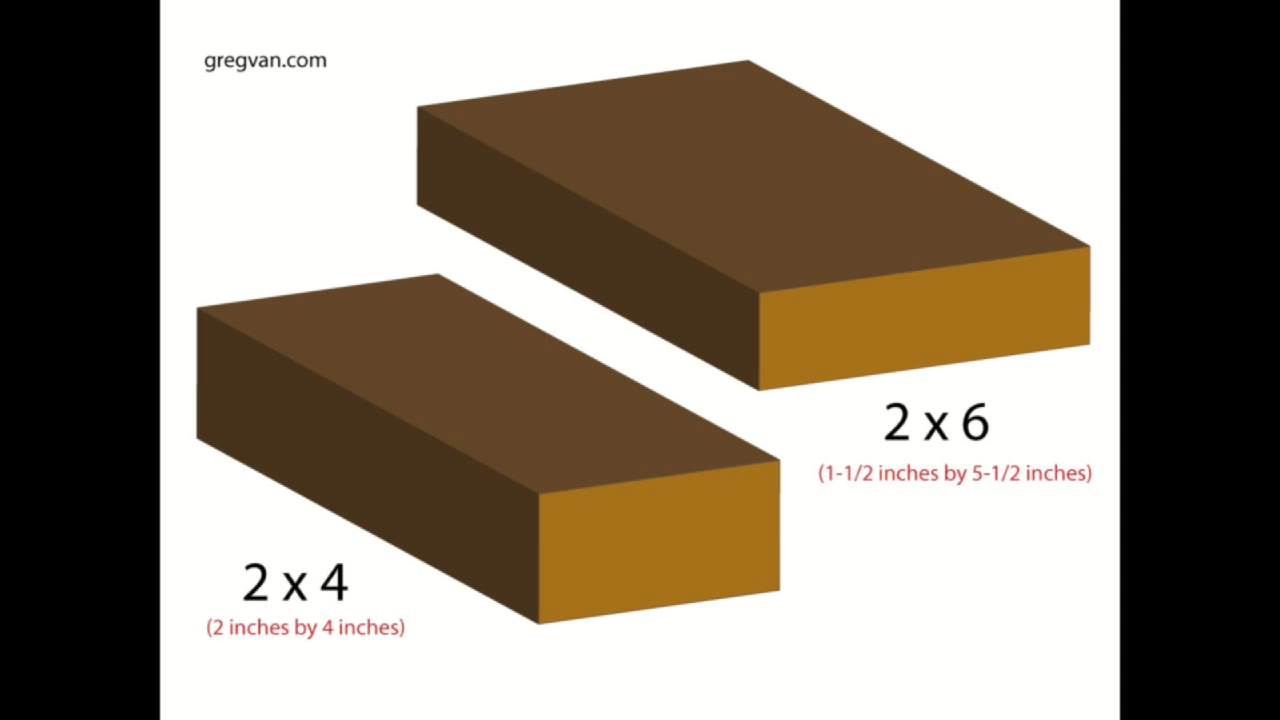 gregvan.com
2 x 6
(1-1/2 inches by 5-1/2 inches)
2 x 4
(2 inches by 4 inches)